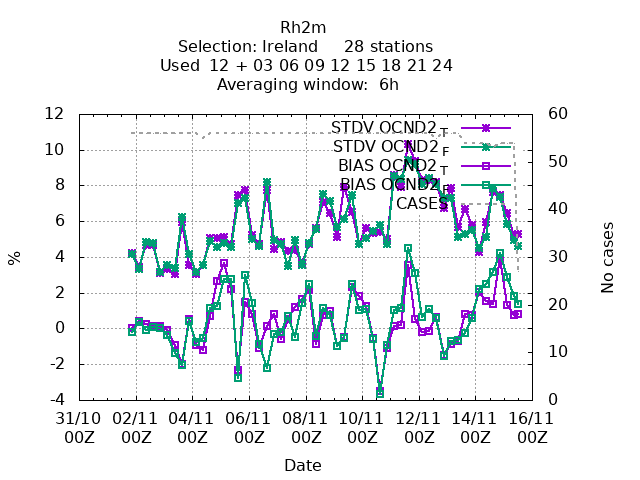 Rh2m
Selection: Ireland 28 stations
Used 12 + 03 06 09 12 15 18 21 24
Averaging window: 6h
12
10
8
6
4
2
0
-2
-4
%
60
50
40
30
20
10
0
No cases
STDV OCND2 T
STDV OCND2 F
BIAS OCND2 T
BIAS OCND2 F
CASES
31/10 02/11 04/11 06/11 08/11 10/11 12/11 14/11 16/11
00Z 00Z 00Z 00Z 00Z 00Z 00Z 00Z 00Z
Date